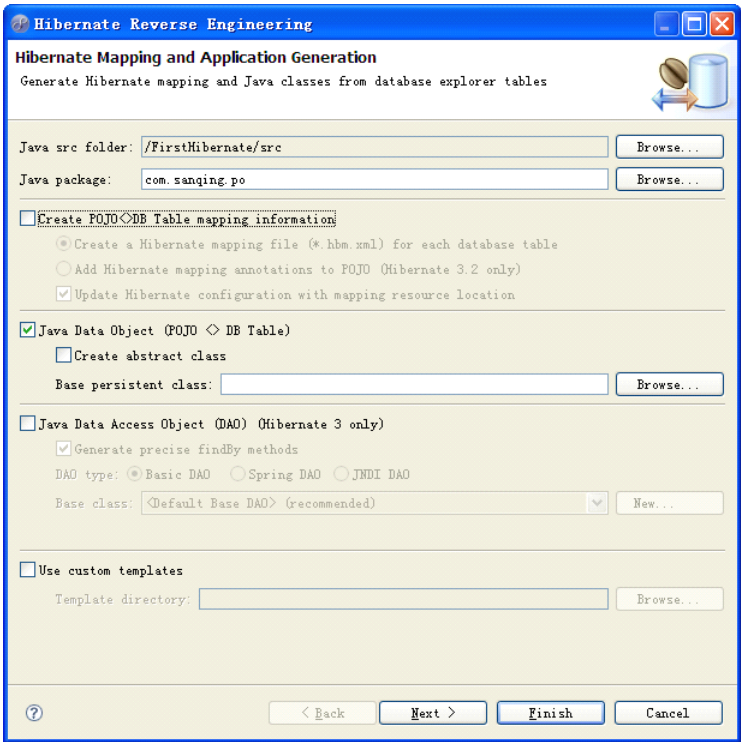 Hibernate Reverse Engineering
Hibernate Mapping and Application Generation
Generate Hibernate mapping and Java classes from database explorer tables
Java src folder: /FirstHibernate/src Browse...
Java package: com.sanqing.po Browse...
Create POJO<>DB Table mapping information
Create a Hibernate mapping file (*.hbm.xml) for each database table
Add Hibernate mapping annotations to POJO (Hibernate 3.2 only)
Update Hibernate configuration with mapping resource location
Java Data Object (POJO <> DB Table)
Create abstract class
Base persistent class: Browse...
Java Data Access Object (DAO) (Hibernate 3 only)
Generate precise findBy methods
DAO type: Basic DAO Spring DAO JNDI DAO
Base class: <Default Base DAO> (recommended) New...
Use custom templates
Template directory: Browse...
? < Back Next > Finish Cancel